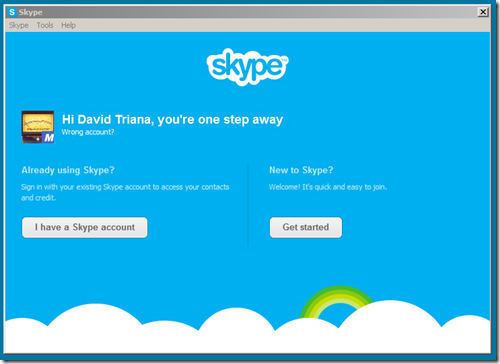 Skype
Skype Tools Help
skype™
Hi David Triana, you're one step away
Wrong account?
M
Already using Skype?
Sign in with your existing Skype account to access your contacts
and credit.
I have a Skype account
New to Skype?
Welcome! It's quick and easy to join.
Get started